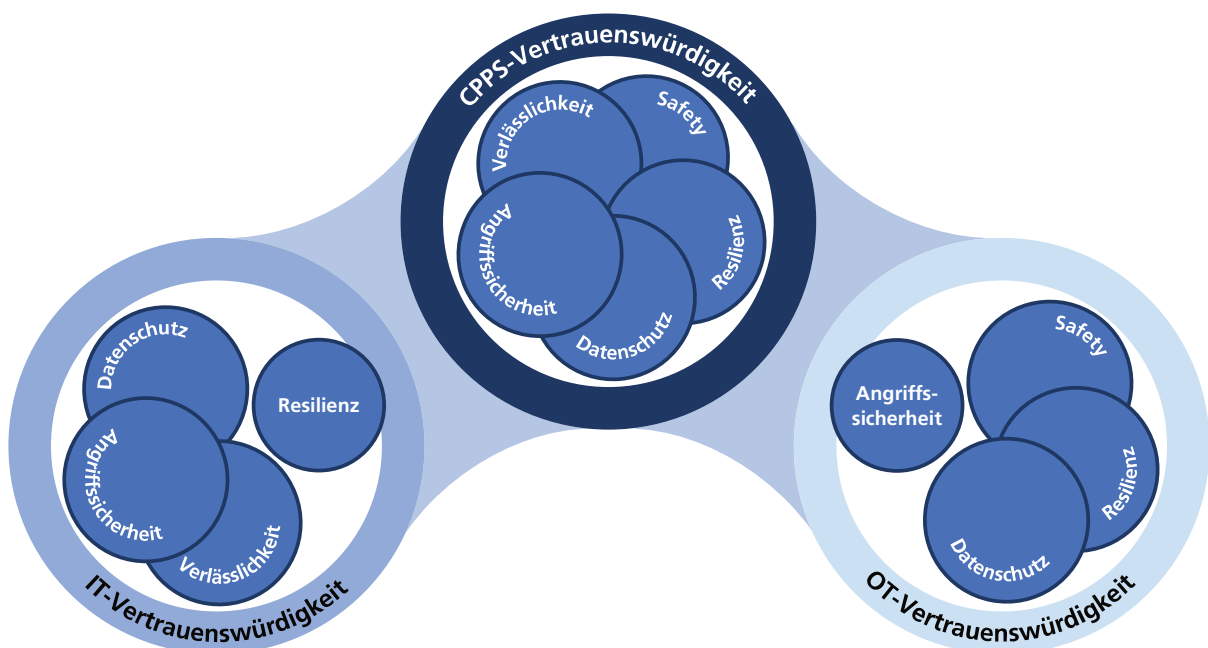 CPPS-Vertrauenswürdigkeit
Verlässlichkeit
Safety
Angriffssicherheit
Resilienz
Datenschutz
IT-Vertrauenswürdigkeit
Datenschutz
Resilienz
Angriffssicherheit
Verlässlichkeit
OT-Vertrauenswürdigkeit
Safety
Angriffs-
sicherheit
Resilienz
Datenschutz